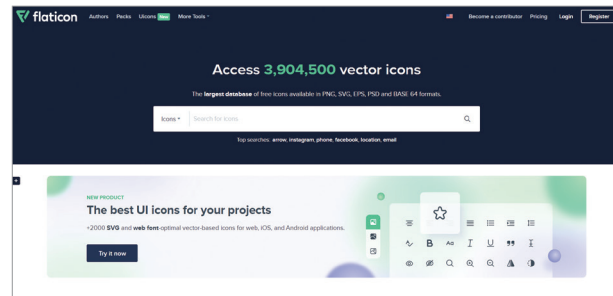 flaticon Authors Packs UIcons New More Tools Become a contributor Pricing Login Register
Access 3,904,500 vector icons
The largest database of free icons available in PNG, SVG, EPS, PSD and BASE 64 formats.
Icons Search for icons
Top searches: arrow, instagram, phone, facebook, location, email
NEW PRODUCT
The best UI icons for your projects
+2000 SVG and web font-optimal vector-based icons for web, iOS, and Android applications.
B Aa I U
Try it now